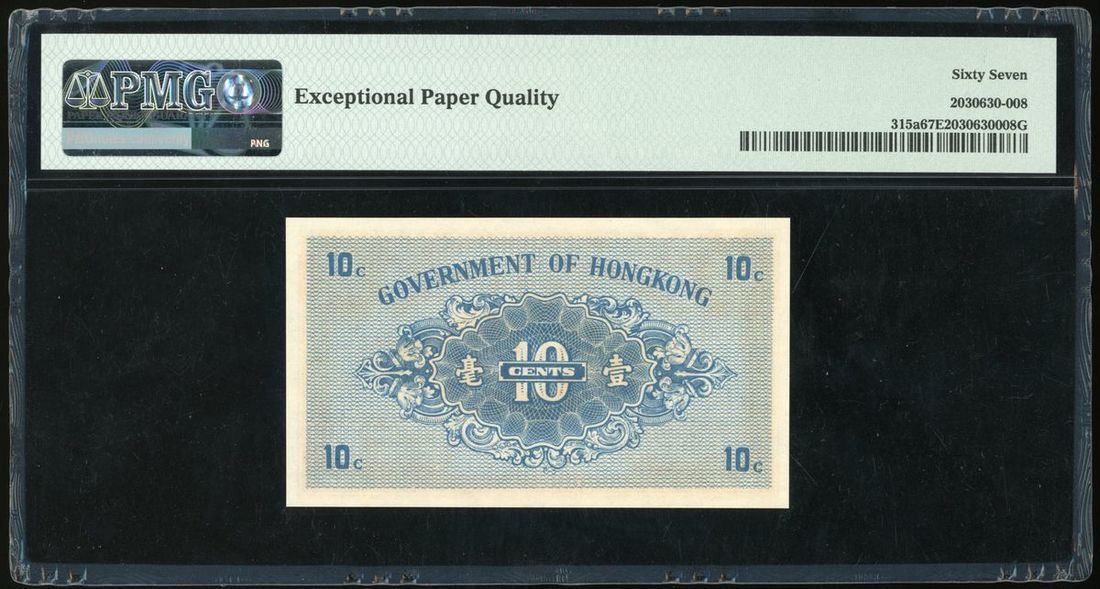 PMG
Exceptional Paper Quality
Sixty Seven
2030630-008
315a67E2030630008G
PNG
10c
10c
GOVERNMENT OF HONGKONG
毫 10 壹
CENTS
10c
10c